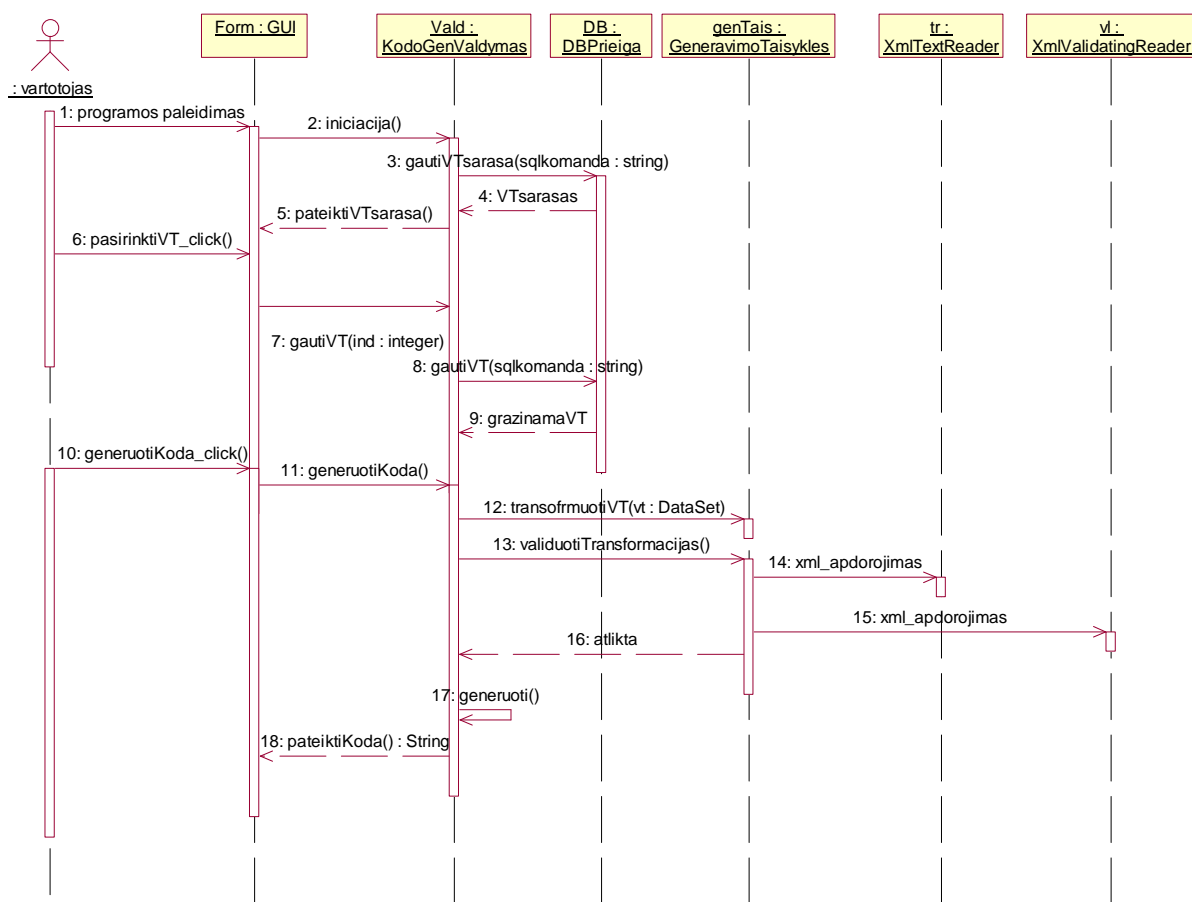 Form : GUI
Vald :
KodoGenValdymas
DB :
DBPrieiga
genTais :
GeneravimoTaisykles
tr :
XmlTextReader
vl :
XmlValidatingReader
: vartotojas
1: programos paleidimas
2: iniciacija()
3: gautiVTsarasa(sqlkomanda : string)
4: VTsarasas
5: pateiktiVTsarasa()
6: pasirinktiVT_click()
7: gautiVT(ind : integer)
8: gautiVT(sqlkomanda : string)
9: grazinamaVT
10: generuotiKoda_click()
11: generuotiKoda()
12: transofrmuotiVT(vt : DataSet)
13: validuotiTransformacijas()
14: xml_apdorojimas
15: xml_apdorojimas
16: atlikta
17: generuoti()
18: pateiktiKoda() : String